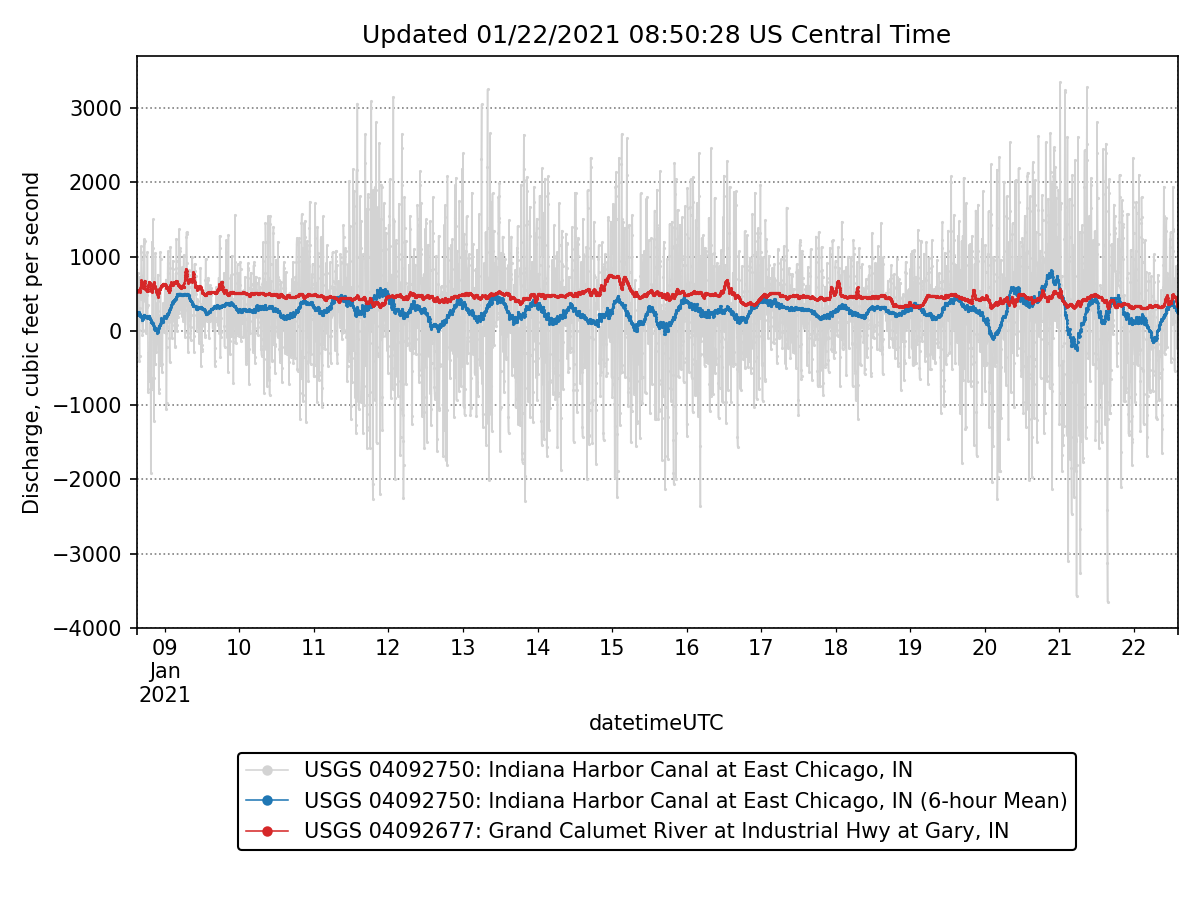 Updated 01/22/2021 08:50:28 US Central Time
Discharge, cubic feet per second
3000
2000
1000
0
−1000
−2000
−3000
−4000
09 10 11 12 13 14 15 16 17 18 19 20 21 22
Jan
2021
datetimeUTC
USGS 04092750: Indiana Harbor Canal at East Chicago, IN
USGS 04092750: Indiana Harbor Canal at East Chicago, IN (6-hour Mean)
USGS 04092677: Grand Calumet River at Industrial Hwy at Gary, IN